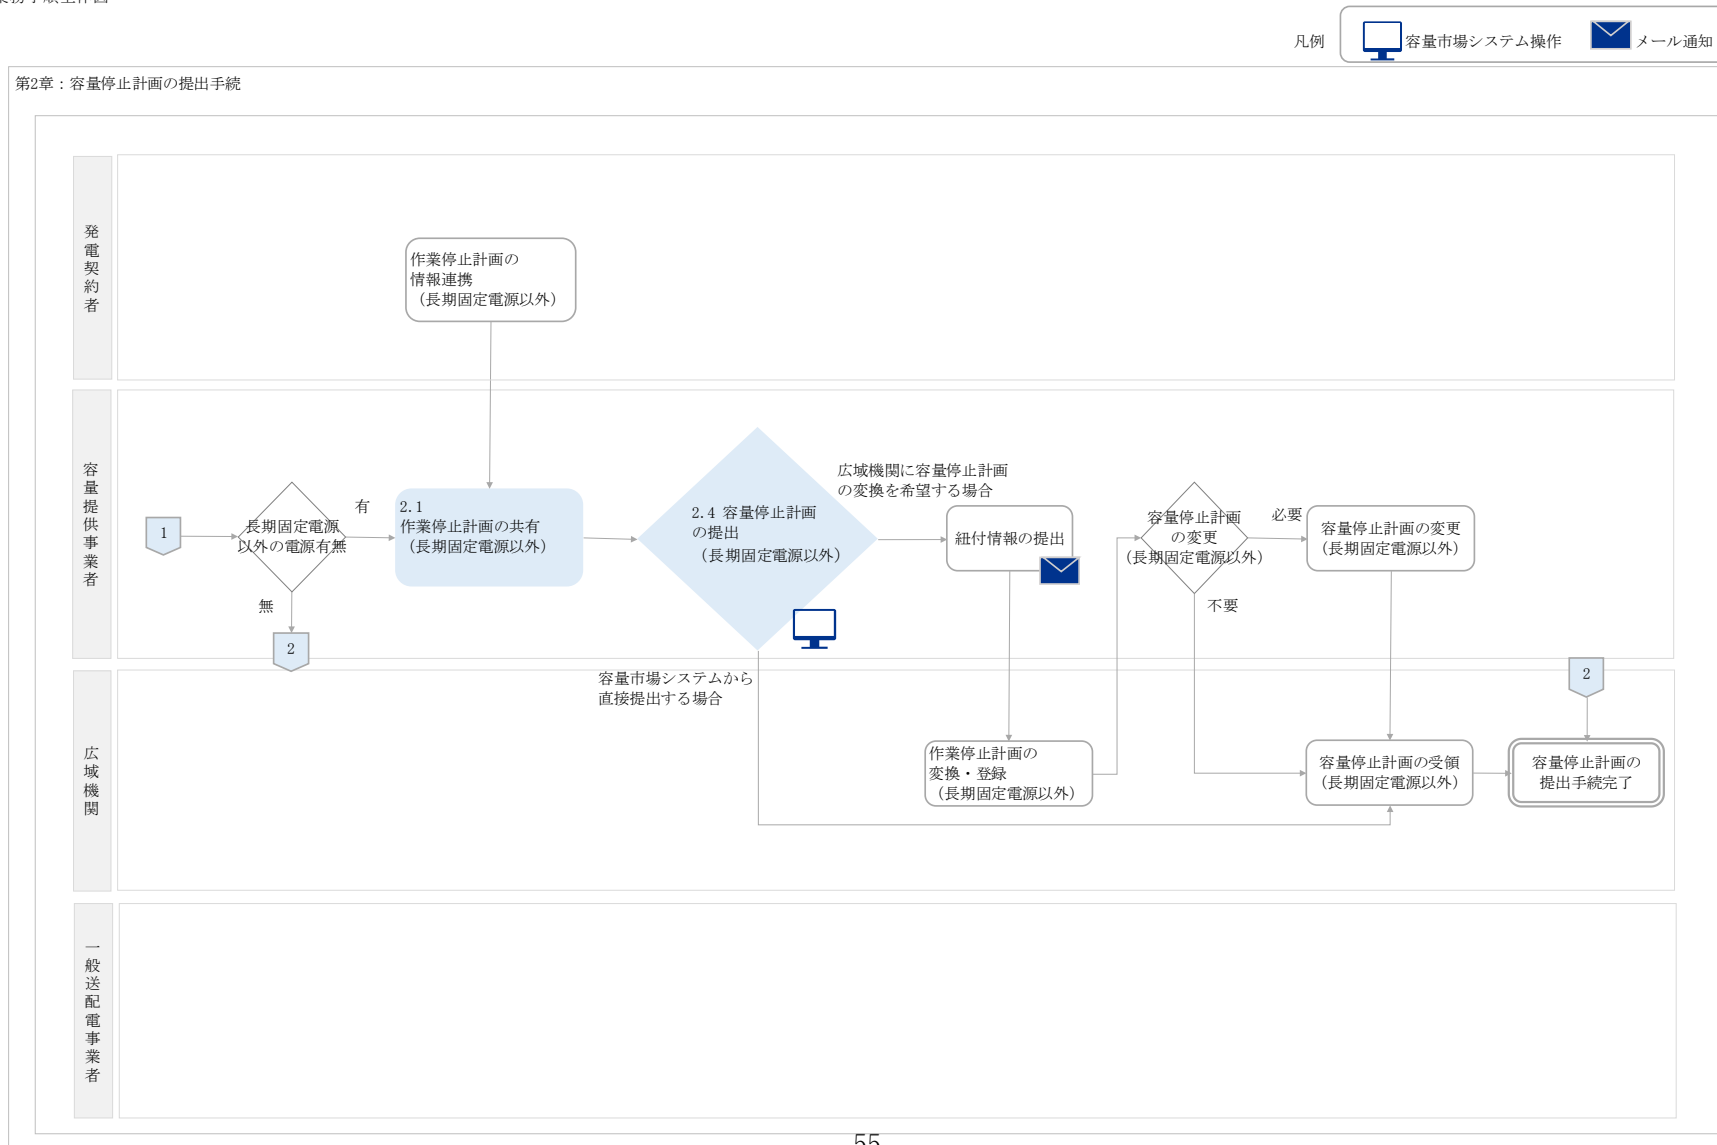 凡例
容量市場システム操作
メール通知
第2章：容量停止計画の提出手続
発電契約者
作業停止計画の
情報連携
（長期固定電源以外）
容量提供事業者
1
長期固定電源
以外の電源有無
有
無
2
2.1
作業停止計画の共有
（長期固定電源以外）
2.4 容量停止計画
の提出
（長期固定電源以外）
広域機関に容量停止計画
の変換を希望する場合
紐付情報の提出
容量停止計画
の変更
（長期固定電源以外）
必要
不要
容量停止計画の変更
（長期固定電源以外）
広域機関
容量市場システムから
直接提出する場合
作業停止計画の
変換・登録
（長期固定電源以外）
容量停止計画の受領
（長期固定電源以外）
2
容量停止計画の
提出手続完了
一般送配電事業者
55